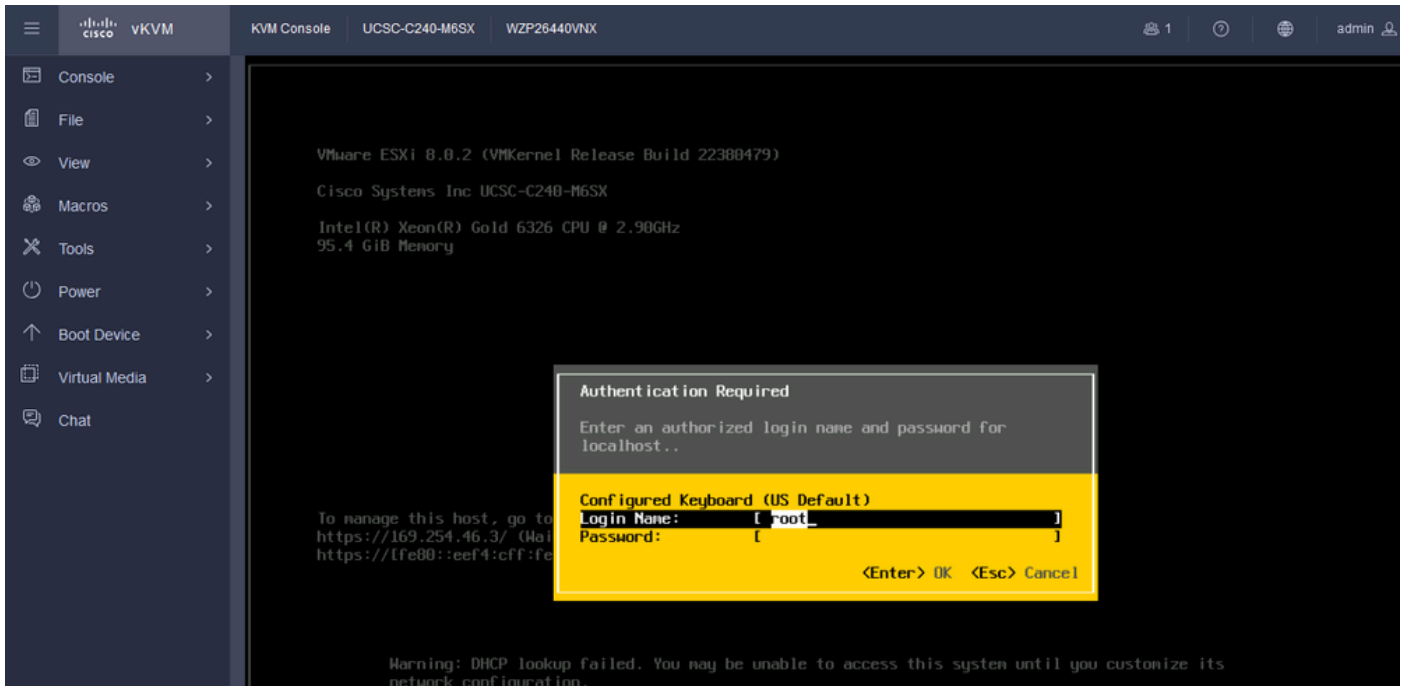 cisco vKVM
KVM Console UCSC-C240-M6SX WZP26440VNX 1 admin
Console
File
View
Macros
Tools
Power
Boot Device
Virtual Media
Chat
VMware ESXi 8.0.2 (VMKernel Release Build 22380479)
Cisco Systems Inc UCSC-C240-M6SX
Intel(R) Xeon(R) Gold 6326 CPU @ 2.90GHz
95.4 GiB Memory
Authentication Required
Enter an authorized login name and password for
localhost..
Configured Keyboard (US Default)
Login Name: [ root_ ]
Password: [ ]
<Enter> OK <Esc> Cancel
To manage this host, go to
https://169.254.46.3/ (Wai
https://[fe80::eef4:cff:fe
Warning: DHCP lookup failed. You may be unable to access this system until you customize its
network configuration.